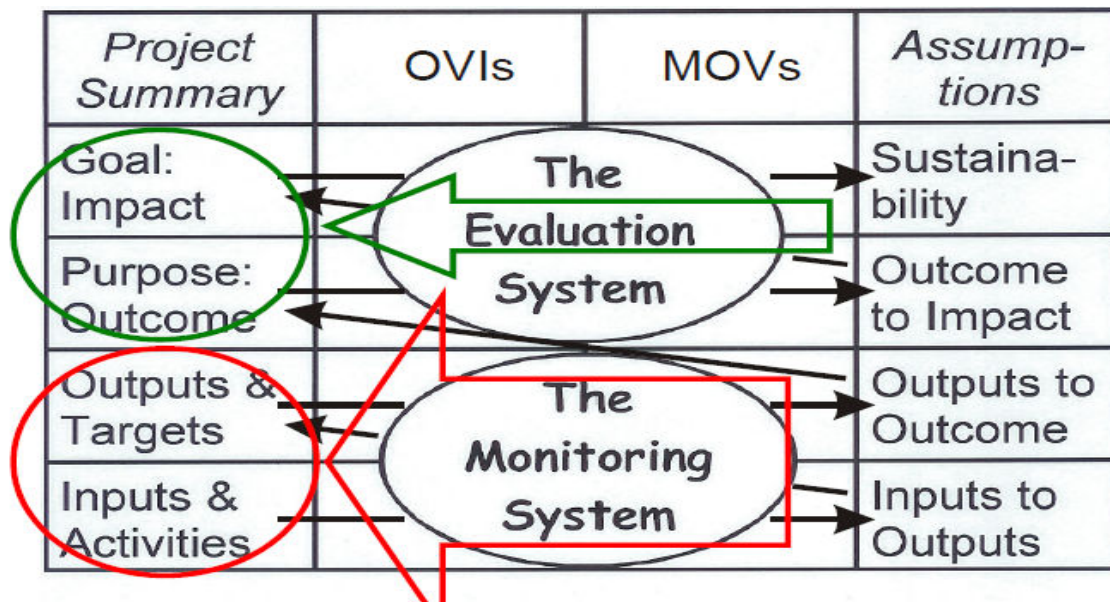 Project
Summary
OVIs
MOVs
Assump-
tions
Goal:
Impact
The
Evaluation
System
Sustaina-
bility
Purpose:
Outcome
Outcome
to Impact
Outputs &
Targets
The
Monitoring
System
Outputs to
Outcome
Inputs &
Activities
Inputs to
Outputs